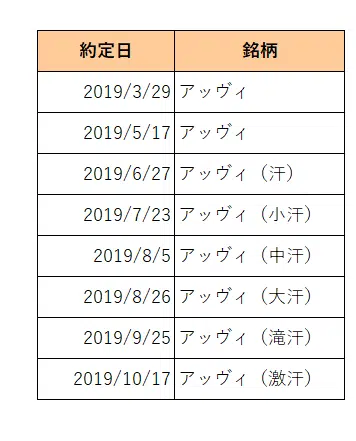 約定日 銘柄
2019/3/29 アッヴィ
2019/5/17 アッヴィ
2019/6/27 アッヴィ（汗）
2019/7/23 アッヴィ（小汗）
2019/8/5 アッヴィ（中汗）
2019/8/26 アッヴィ（大汗）
2019/9/25 アッヴィ（滝汗）
2019/10/17 アッヴィ（激汗）